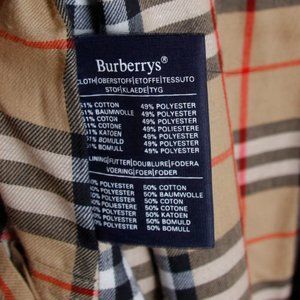 Burberrys®
CLOTH|OBERSTOFF|ETOFFE|TESSUTO
STOF|KLAEDE|TYG
51% COTTON 49% POLYESTER
51% BAUMWOLLE 49% POLYESTER
51% COTON 49% POLYESTER
51% COTONE 49% POLIESTERE
51% KATOEN 49% POLYESTER
51% BOMULD 49% POLYESTER
51% BOMULL 49% POLYESTER
LINING|FUTTER|DOUBLURE|FODERA
VOERING|FOER|FODER
50% POLYESTER 50% COTTON
50% POLYESTER 50% BAUMWOLLE
50% POLYESTER 50% COTON
50% POLIESTERE 50% COTONE
50% POLYESTER 50% KATOEN
50% POLYESTER 50% BOMULD
50% POLYESTER 50% BOMULL